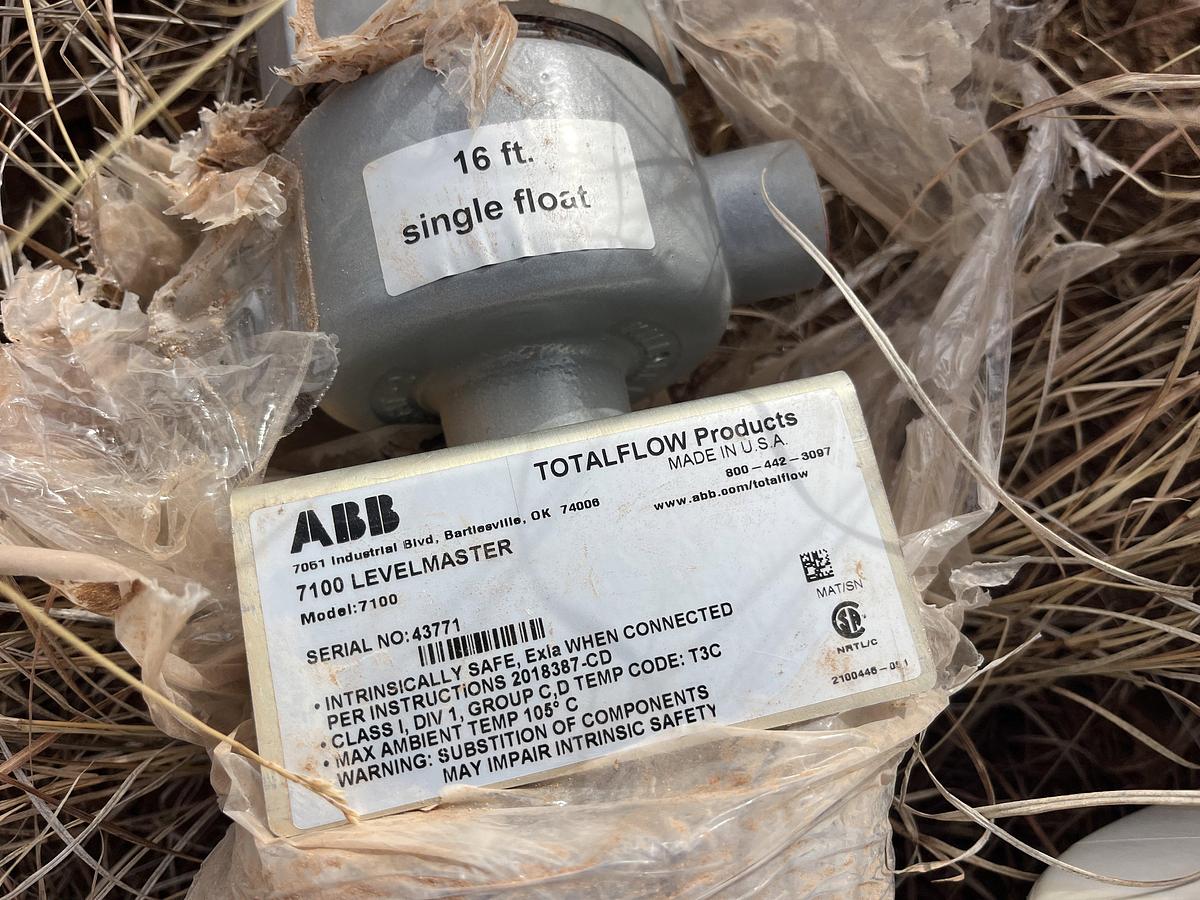 16 ft.
single float
ABB
TOTALFLOW Products
MADE IN U.S.A.
7051 Industrial Blvd, Bartlesville, OK 74006
800-442-3097
www.abb.com/totalflow
7100 LEVELMASTER
Model:7100
SERIAL NO: 43771
• INTRINSICALLY SAFE, Exia WHEN CONNECTED
PER INSTRUCTIONS 2018387-CD
• CLASS I, DIV 1, GROUP C,D TEMP CODE: T3C
• MAX AMBIENT TEMP 105° C
WARNING: SUBSTITION OF COMPONENTS
MAY IMPAIR INTRINSIC SAFETY
MAT/SN
SA
NRTL/C